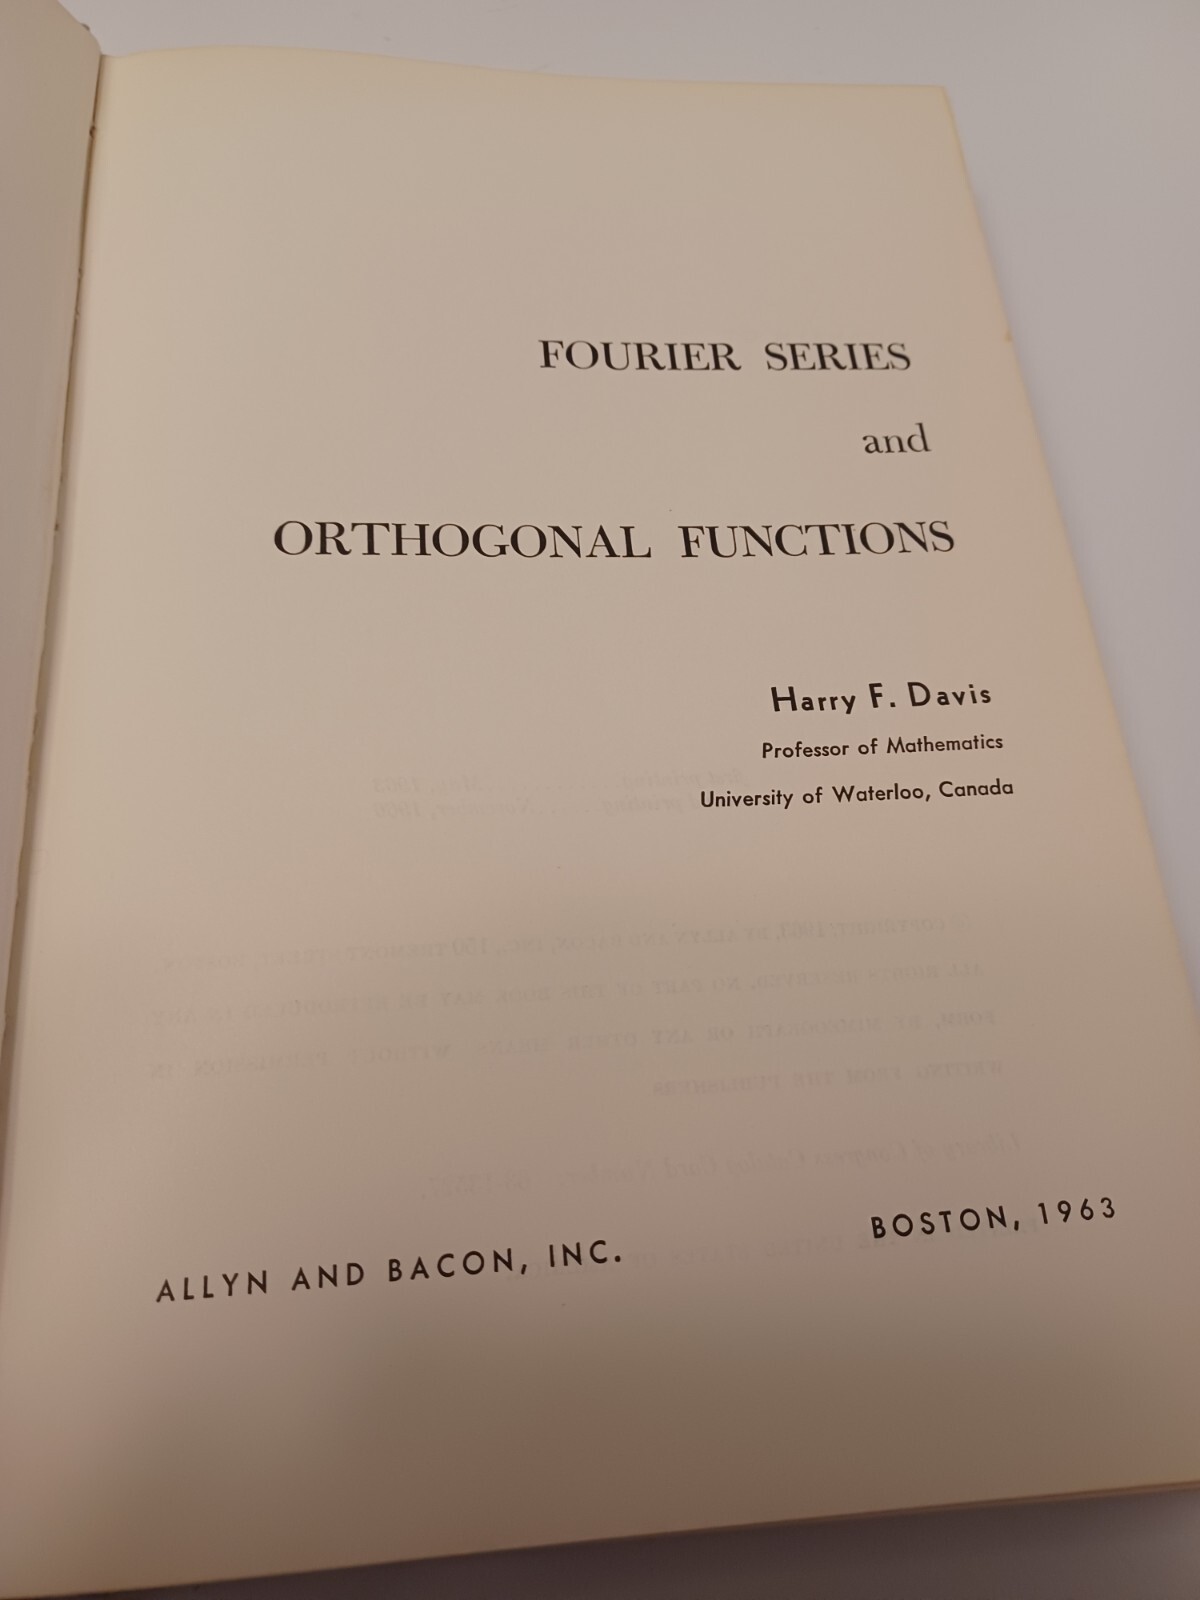 FOURIER SERIES
and
ORTHOGONAL FUNCTIONS
Harry F. Davis
Professor of Mathematics
University of Waterloo, Canada
ALLYN AND BACON, INC. BOSTON, 1963